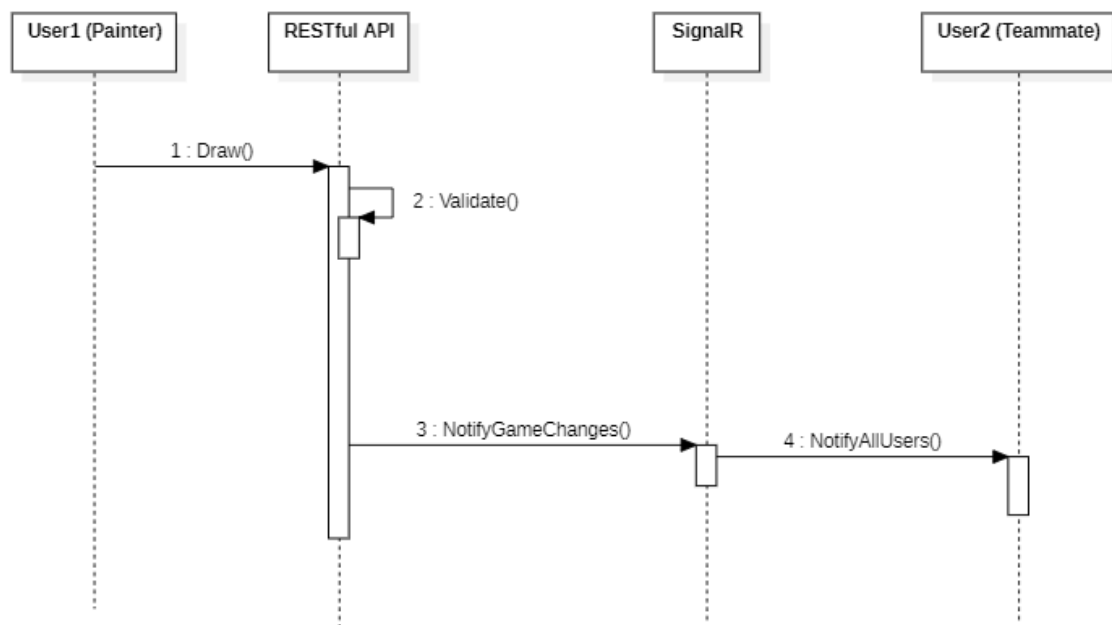 User1 (Painter)
RESTful API
SignalR
User2 (Teammate)
1 : Draw()
2 : Validate()
3 : NotifyGameChanges()
4 : NotifyAllUsers()